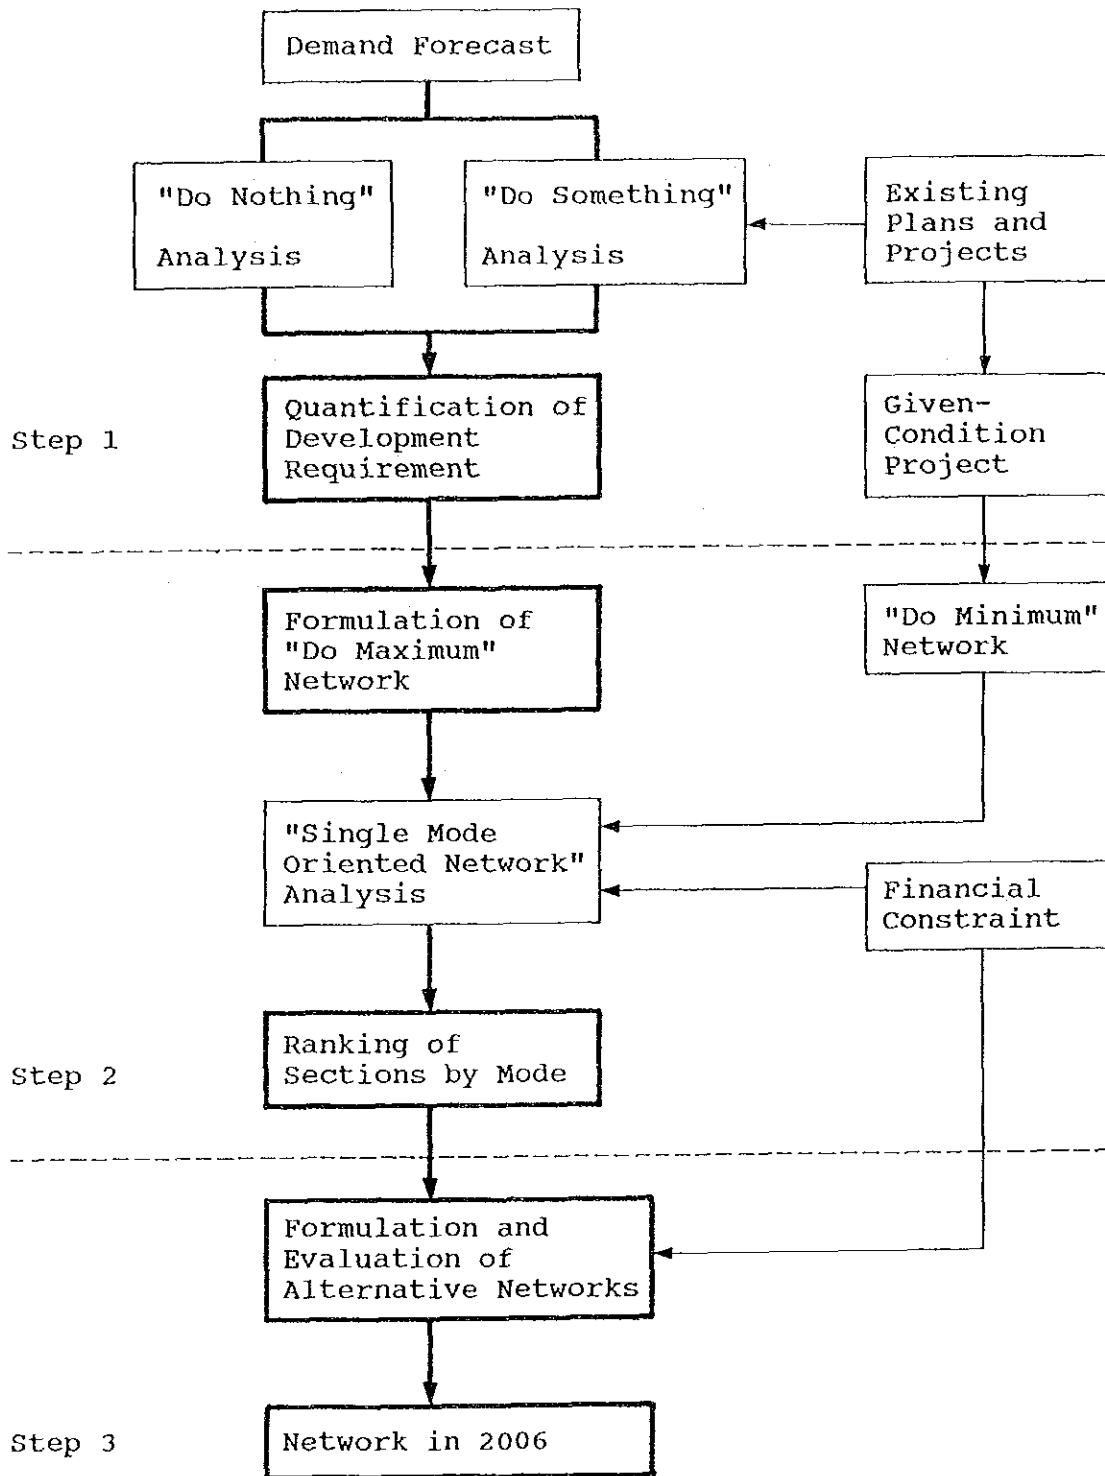 Demand Forecast
"Do Nothing"
Analysis
"Do Something"
Analysis
Existing
Plans and
Projects
Step 1
Quantification of
Development
Requirement
Given-
Condition
Project
Formulation of
"Do Maximum"
Network
"Do Minimum"
Network
"Single Mode
Oriented Network"
Analysis
Financial
Constraint
Step 2
Ranking of
Sections by Mode
Formulation and
Evaluation of
Alternative Networks
Step 3
Network in 2006